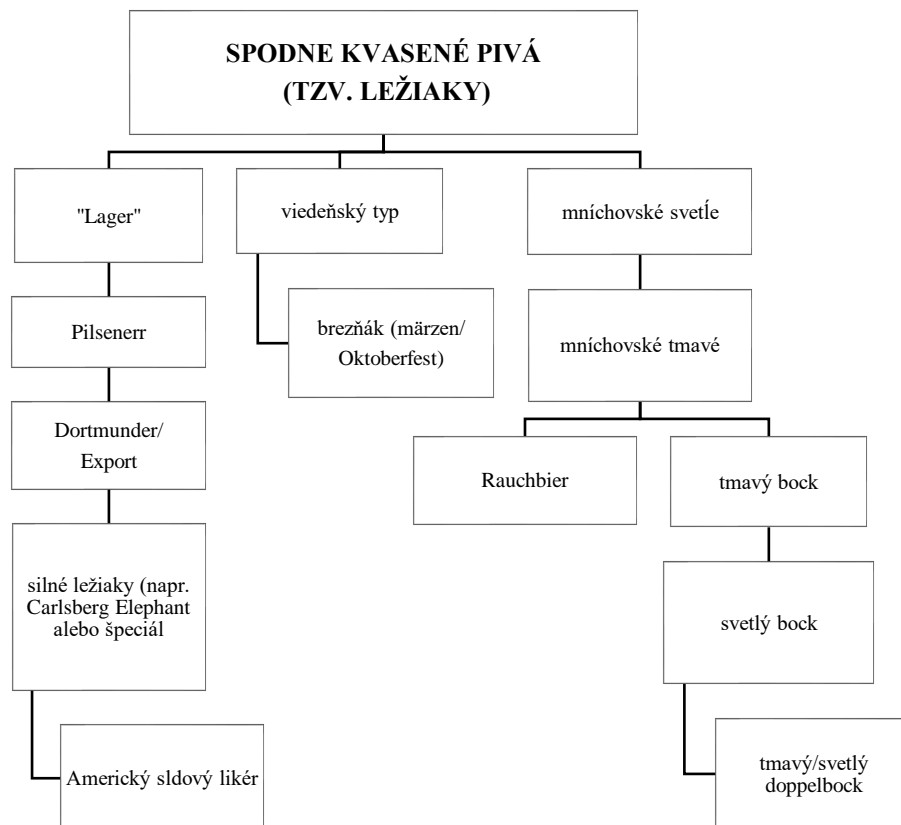 SPODNE KVASENÉ PIVÁ
(TZV. LEŽIAKY)
"Lager"
viedeňský typ
mníchovské svetĺe
Pilsenerr
brezňák (märzen/
Oktoberfest)
mníchovské tmavé
Dortmunder/
Export
Rauchbier
tmavý bock
silné ležiaky (napr.
Carlsberg Elephant
alebo špeciál
svetlý bock
Americký sldový likér
tmavý/svetlý
doppelbock